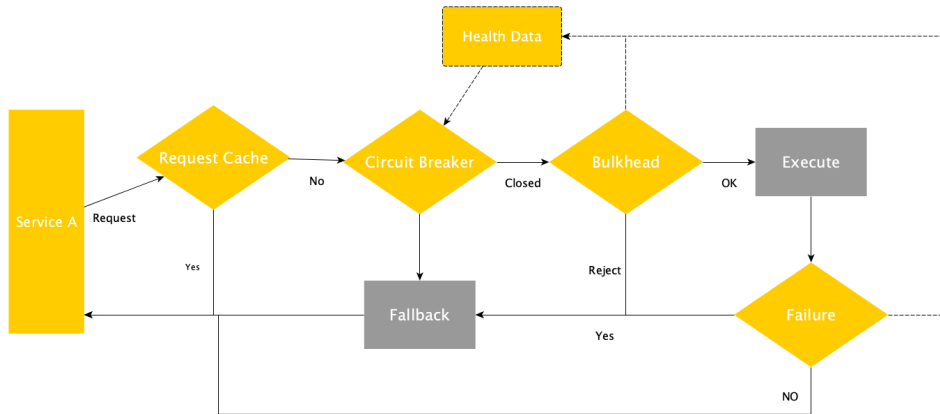 Health Data
Request Cache
Circuit Breaker
Bulkhead
Execute
No
Closed
OK
Service A
Request
Yes
Reject
Fallback
Failure
Yes
NO